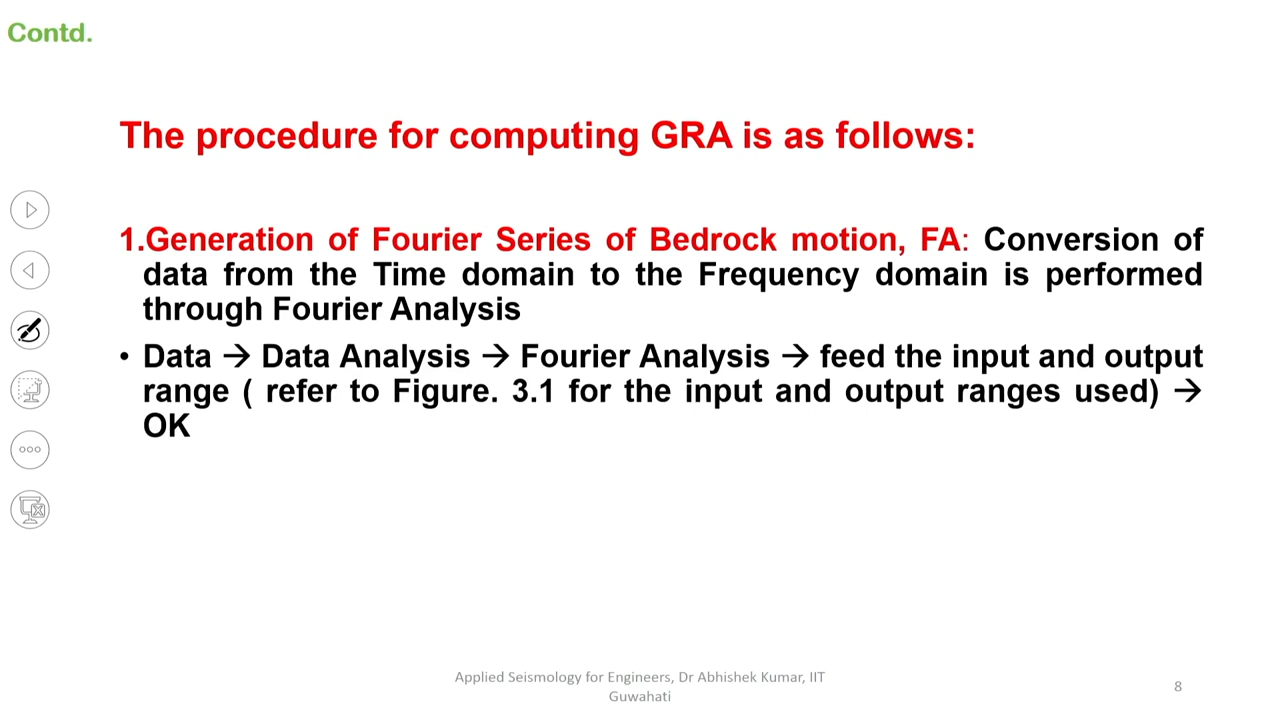 Contd.
The procedure for computing GRA is as follows:
1.Generation of Fourier Series of Bedrock motion, FA: Conversion of
data from the Time domain to the Frequency domain is performed
through Fourier Analysis
• Data → Data Analysis → Fourier Analysis → feed the input and output
range ( refer to Figure. 3.1 for the input and output ranges used) →
OK
Applied Seismology for Engineers, Dr Abhishek Kumar, IIT
Guwahati
8